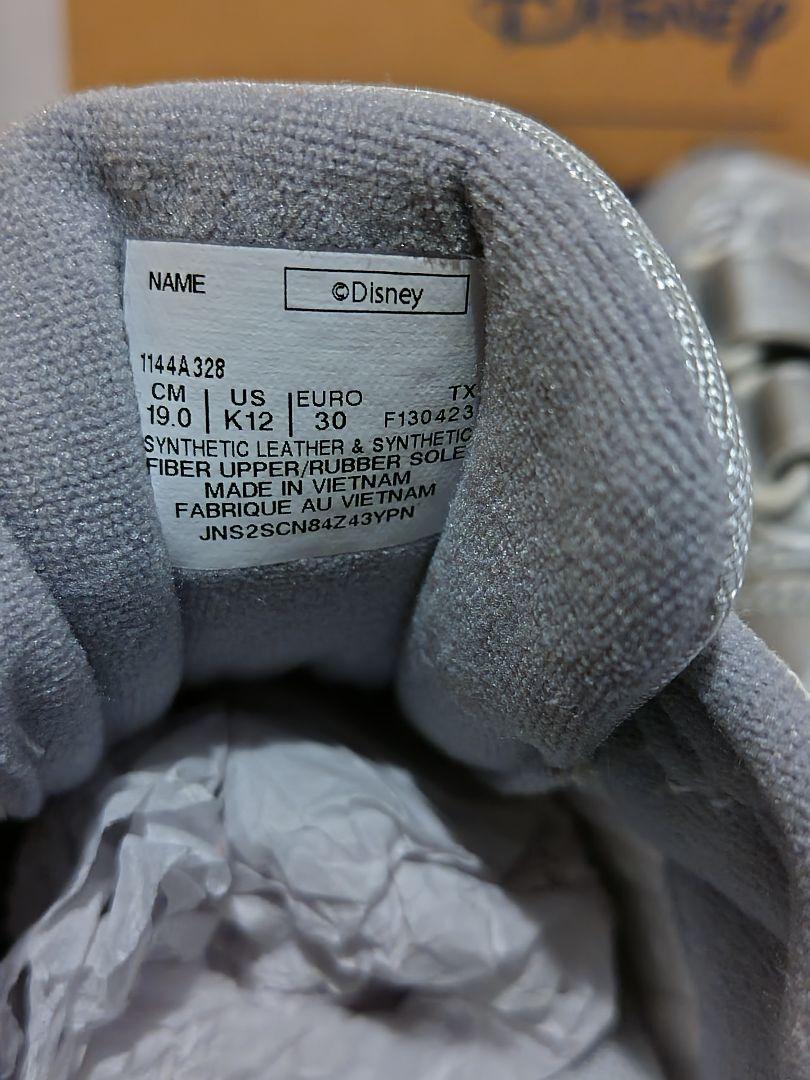 DISNEY
NAME ©Disney
1144A328
CM US EURO TX
19.0 K12 30 F130423
SYNTHETIC LEATHER & SYNTHETIC
FIBER UPPER/RUBBER SOLE
MADE IN VIETNAM
FABRIQUE AU VIETNAM
JNS2SCN84Z43YPN